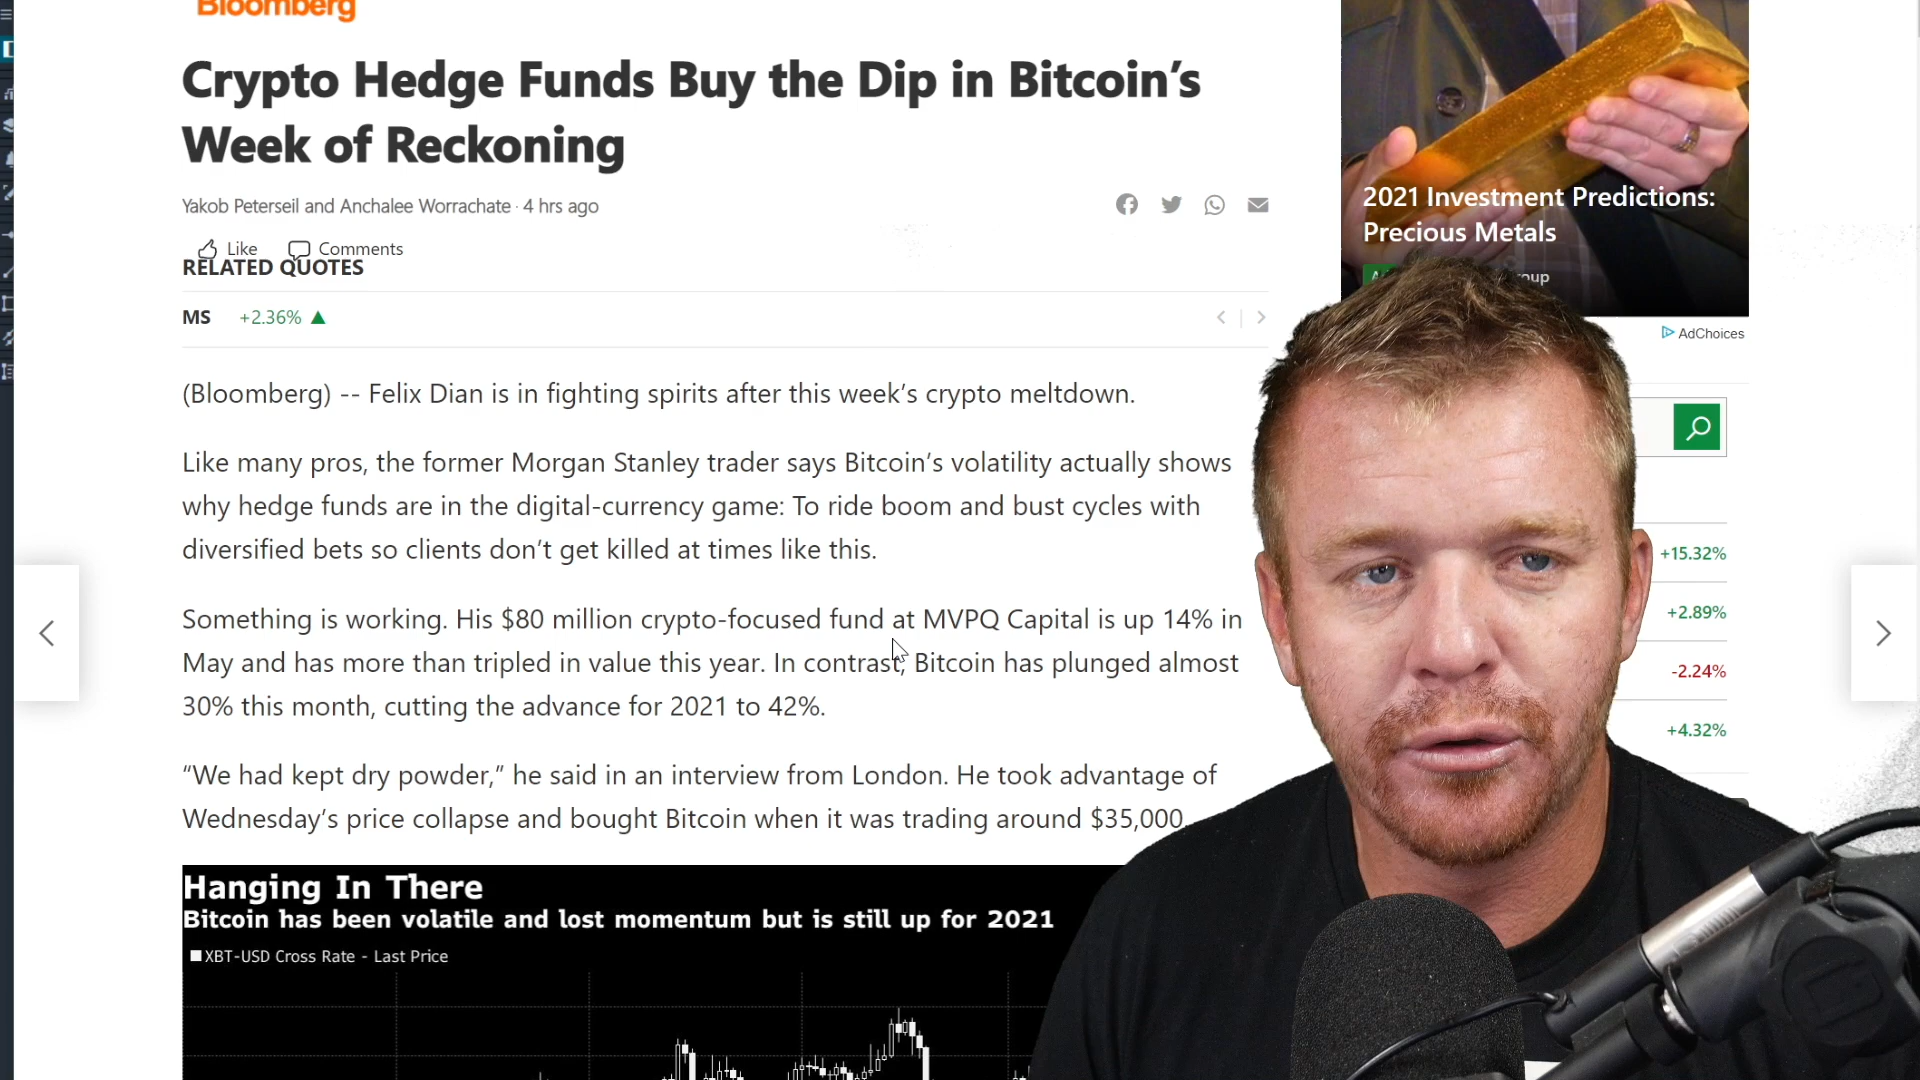 Bloomberg
Crypto Hedge Funds Buy the Dip in Bitcoin’s
Week of Reckoning
Yakob Peterseil and Anchalee Worrachate · 4 hrs ago
Like Comments
RELATED QUOTES
MS +2.36%
(Bloomberg) -- Felix Dian is in fighting spirits after this week’s crypto meltdown.
Like many pros, the former Morgan Stanley trader says Bitcoin’s volatility actually shows
why hedge funds are in the digital-currency game: To ride boom and bust cycles with
diversified bets so clients don’t get killed at times like this.
Something is working. His $80 million crypto-focused fund at MVPQ Capital is up 14% in
May and has more than tripled in value this year. In contrast, Bitcoin has plunged almost
30% this month, cutting the advance for 2021 to 42%.
“We had kept dry powder,” he said in an interview from London. He took advantage of
Wednesday’s price collapse and bought Bitcoin when it was trading around $35,000.
Hanging In There
Bitcoin has been volatile and lost momentum but is still up for 2021
XBT-USD Cross Rate - Last Price
2021 Investment Predictions:
Precious Metals
AdChoices
+15.32%
+2.89%
-2.24%
+4.32%